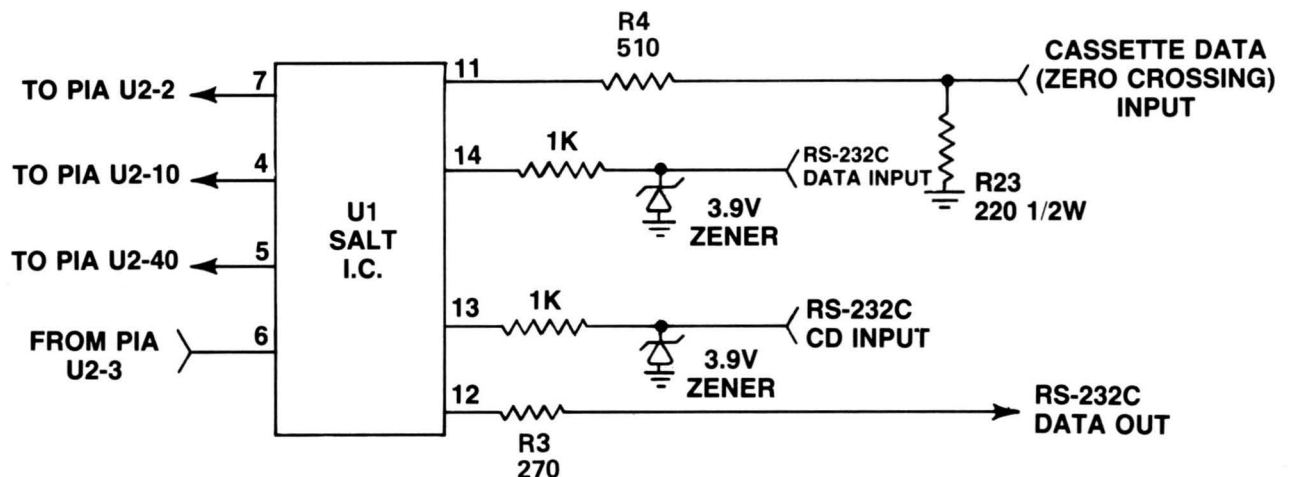 R4
510
CASSETTE DATA
(ZERO CROSSING)
INPUT
TO PIA U2-2
7
11
1K
14
RS-232C
DATA INPUT
TO PIA U2-10
4
R23
220 1/2W
3.9V
ZENER
U1
SALT
I.C.
TO PIA U2-40
5
13
1K
RS-232C
CD INPUT
FROM PIA
U2-3
6
3.9V
ZENER
12
RS-232C
DATA OUT
R3
270